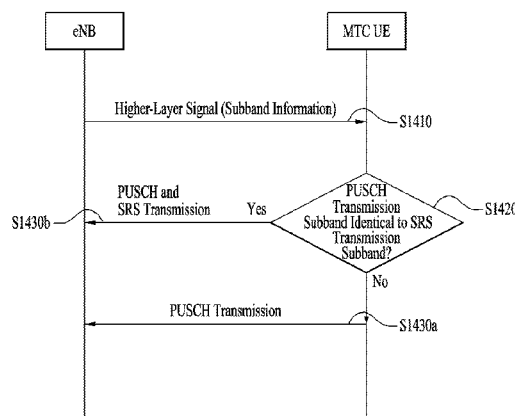 eNB
MTC UE
Higher-Layer Signal (Subband Information)
S1410
PUSCH
Transmission
Subband Identical to SRS
Transmission
Subband?
S1420
PUSCH and
SRS Transmission
Yes
S1430b
No
PUSCH Transmission
S1430a